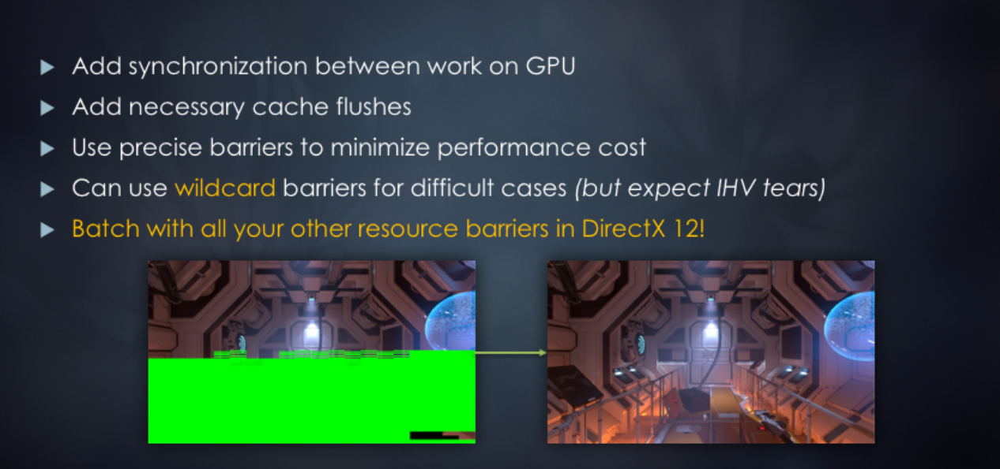 Add synchronization between work on GPU
Add necessary cache flushes
Use precise barriers to minimize performance cost
Can use wildcard barriers for difficult cases (but expect IHV tears)
Batch with all your other resource barriers in DirectX 12!